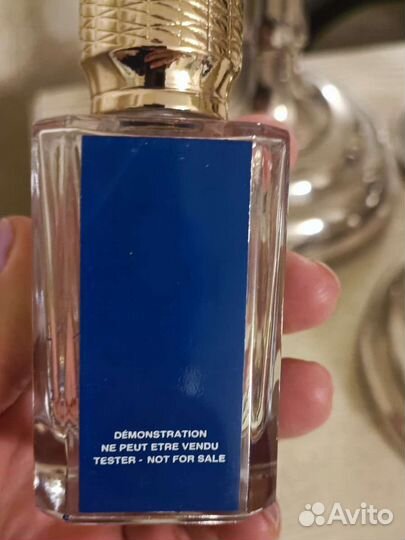 DÉMONSTRATION
NE PEUT ETRE VENDU
TESTER - NOT FOR SALE
Avito